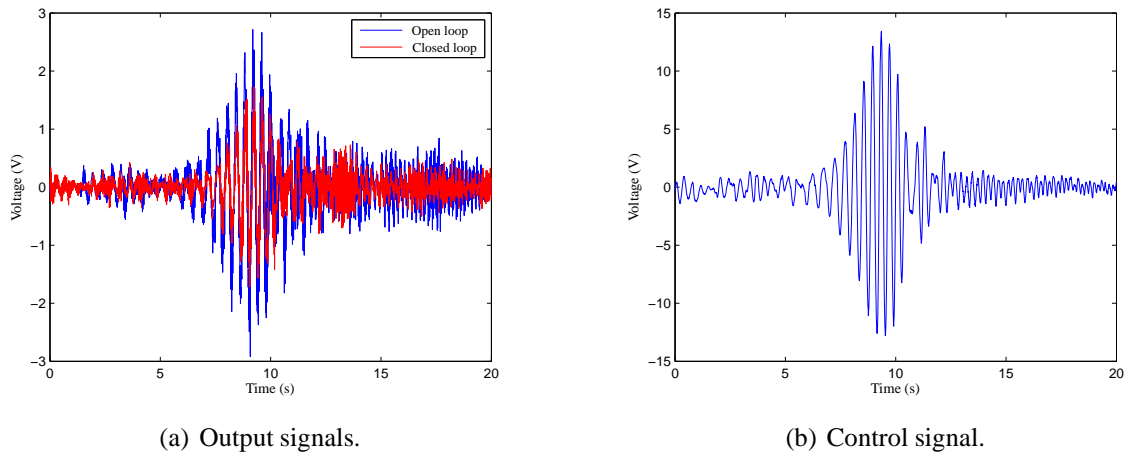 3
2
1
0
−1
−2
−3
Voltage (V)
Open loop
Closed loop
0 5 10 15 20
Time (s)
(a) Output signals.
15
10
5
0
−5
−10
−15
Voltage (V)
0 5 10 15 20
Time (s)
(b) Control signal.